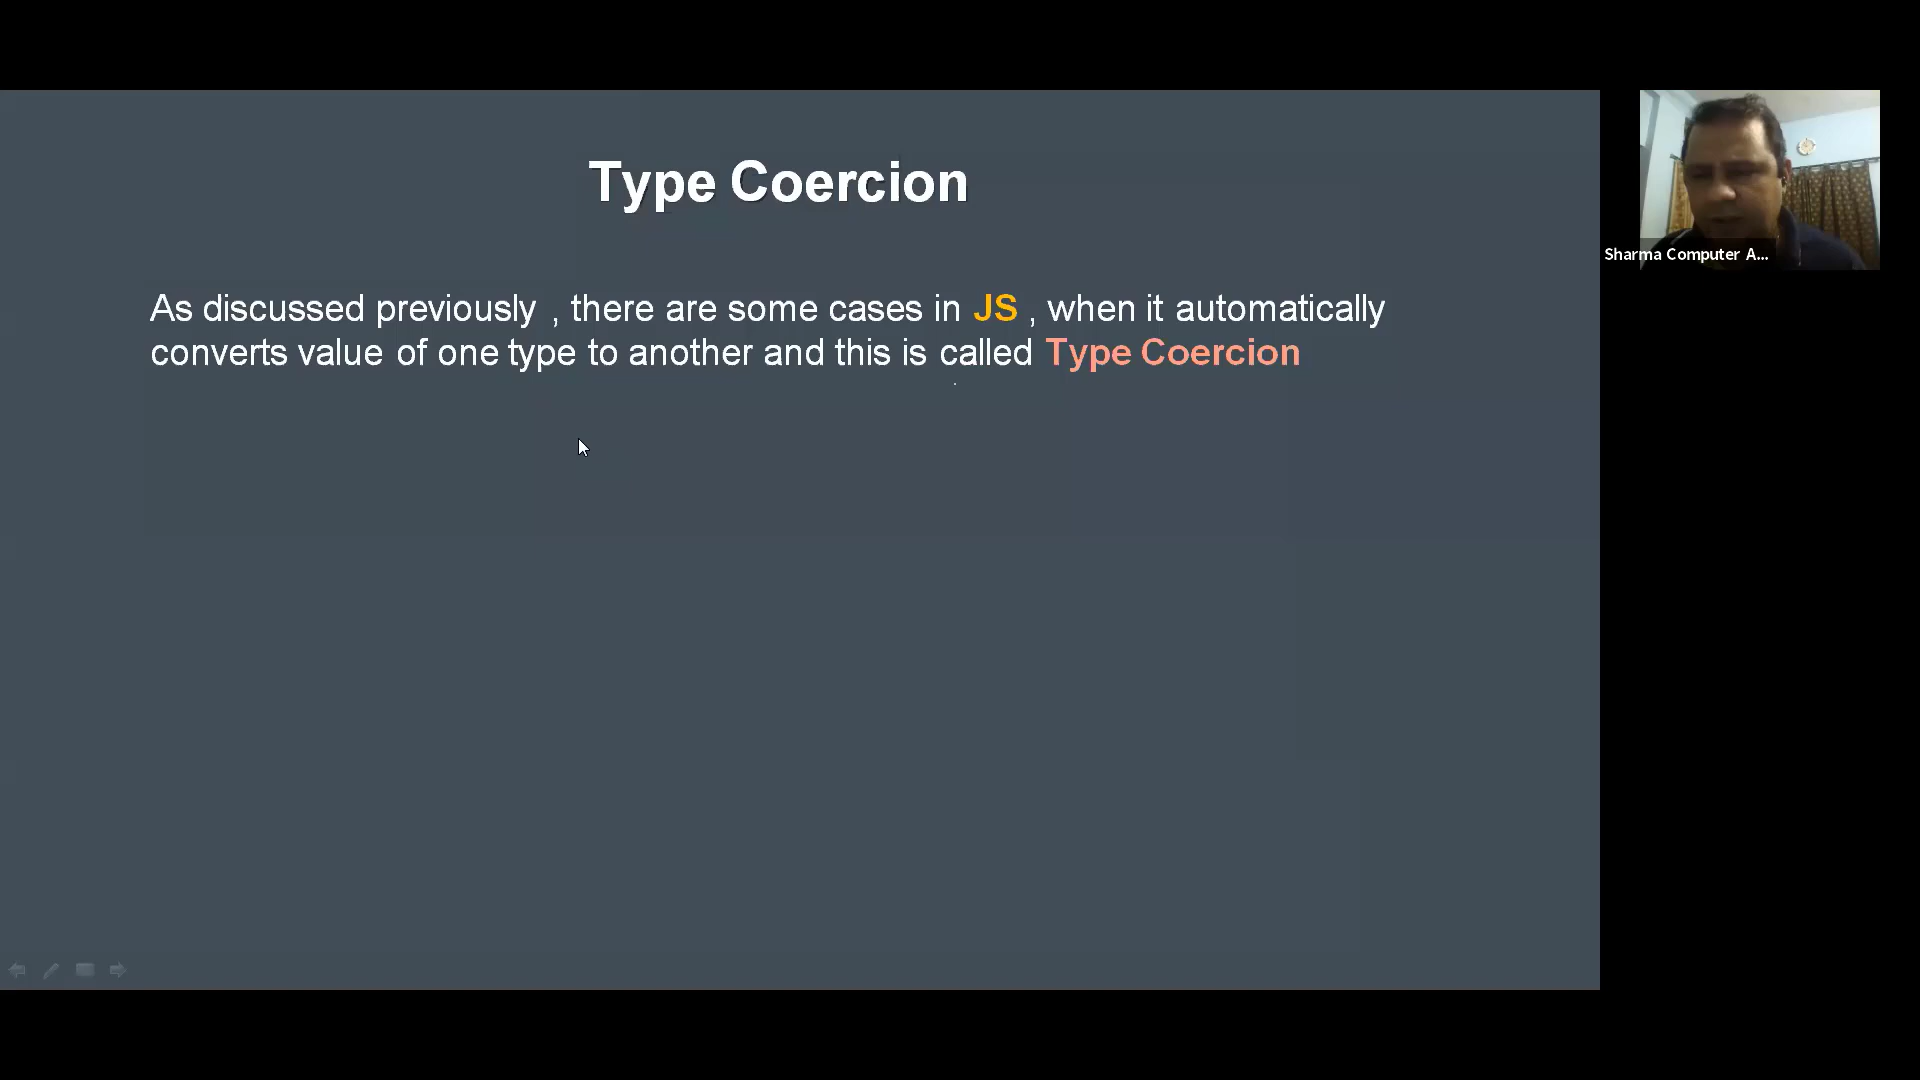 Type Coercion
As discussed previously , there are some cases in JS , when it automatically
converts value of one type to another and this is called Type Coercion
Sharma Computer A...